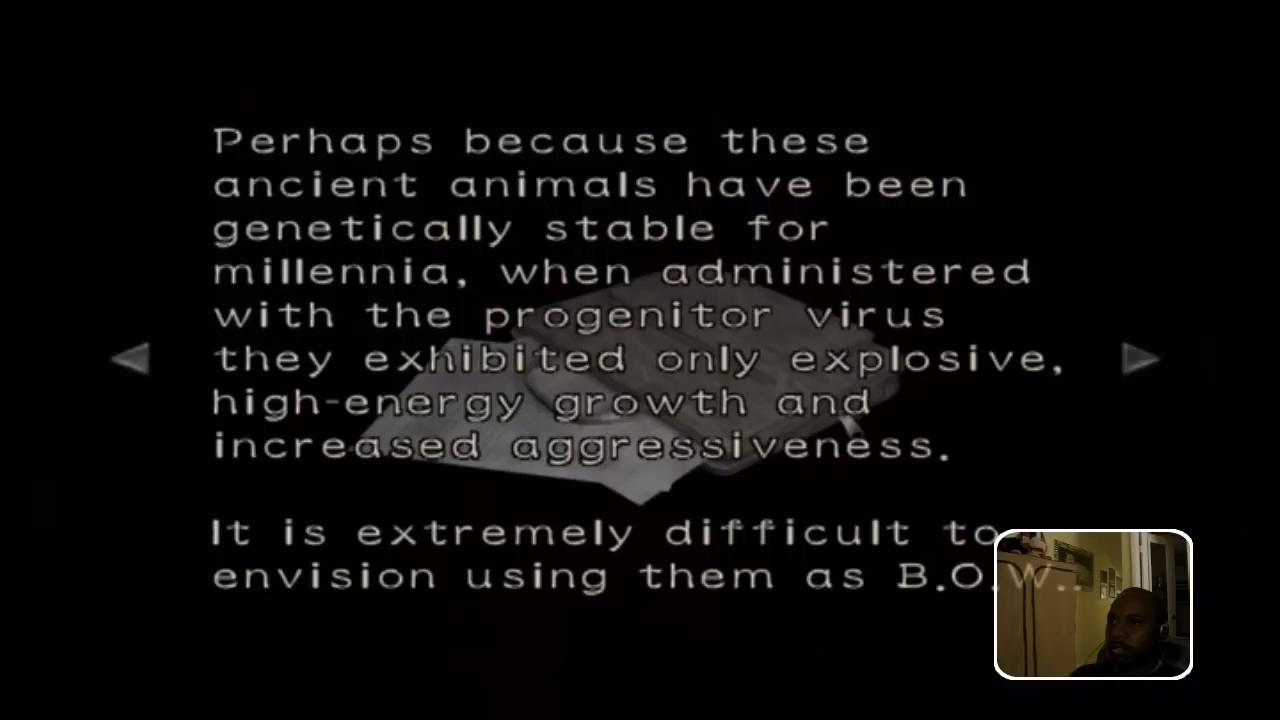 Perhaps because these
ancient animals have been
genetically stable for
millennia, when administered
with the progenitor virus
they exhibited only explosive,
high-energy growth and
increased aggressiveness.
It is extremely difficult to
envision using them as B.O.W..